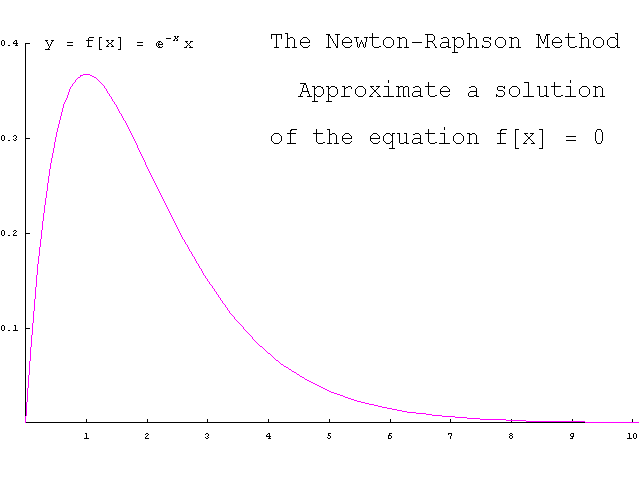 y = f[x] = e^-x x
The Newton-Raphson Method
Approximate a solution
of the equation f[x] = 0
0.4
0.3
0.2
0.1
1 2 3 4 5 6 7 8 9 10